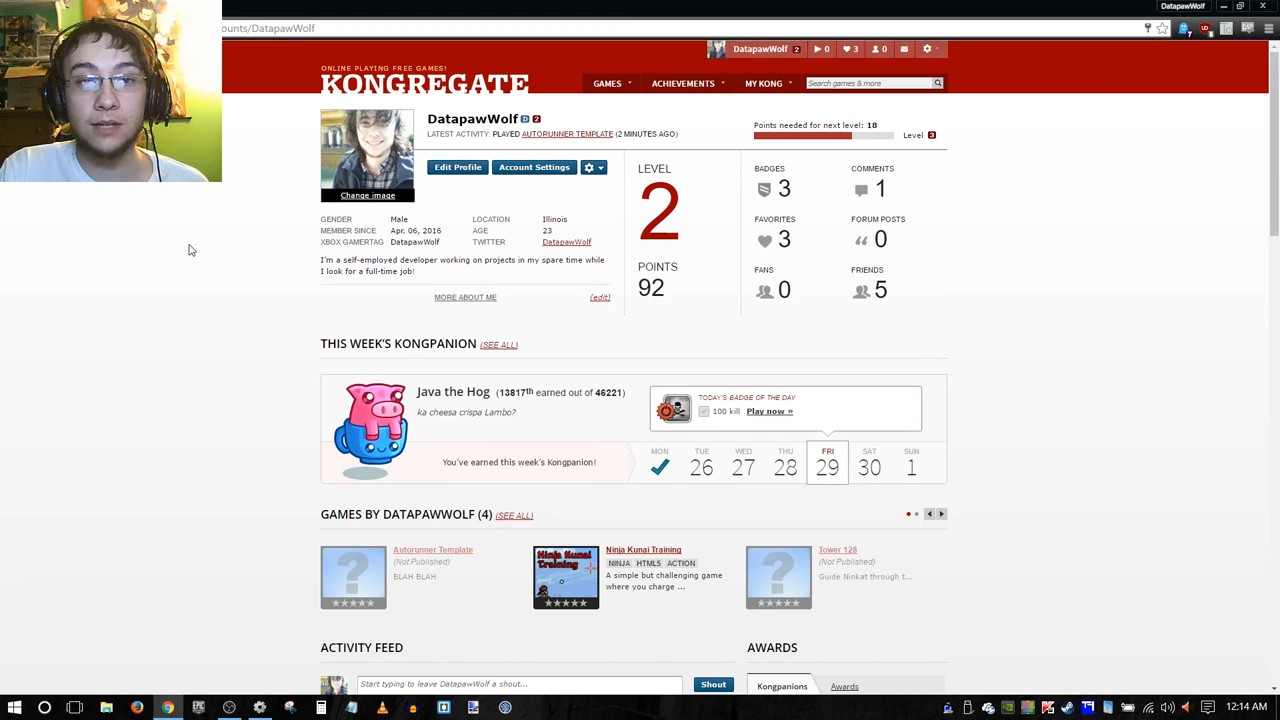 DatapawWolf
ounts/DatapawWolf
DatapawWolf 2 0 3 0
ONLINE PLAYING FREE GAMES!
KONGREGATE
GAMES ACHIEVEMENTS MY KONG Search games & more
DatapawWolf D 2
LATEST ACTIVITY: PLAYED AUTORUNNER TEMPLATE (2 MINUTES AGO)
Points needed for next level: 18
Level 3
Edit Profile Account Settings
Change image
GENDER Male LOCATION Illinois
MEMBER SINCE Apr. 06, 2016 AGE 23
XBOX GAMERTAG DatapawWolf TWITTER DatapawWolf
I'm a self-employed developer working on projects in my spare time while
I look for a full-time job!
MORE ABOUT ME (edit)
LEVEL
2
POINTS
92
BADGES COMMENTS
3 1
FAVORITES FORUM POSTS
3 0
FANS FRIENDS
0 5
THIS WEEK'S KONGPANION (SEE ALL)
Java the Hog (13817th earned out of 46221)
ka cheesa crispa Lambo?
TODAY'S BADGE OF THE DAY
100 kill Play now »
You've earned this week's Kongpanion!
MON TUE WED THU FRI SAT SUN
26 27 28 29 30 1
GAMES BY DATAPAWWOLF (4) (SEE ALL)
Autorunner Template
(Not Published)
BLAH BLAH
Ninja Kunai
Training
Ninja Kunai Training
NINJA HTML5 ACTION
A simple but challenging game
where you charge ...
Tower 128
(Not Published)
Guide Ninkat through t...
ACTIVITY FEED
AWARDS
Start typing to leave DatapawWolf a shout... Shout
Kongpanions Awards
12:14 AM